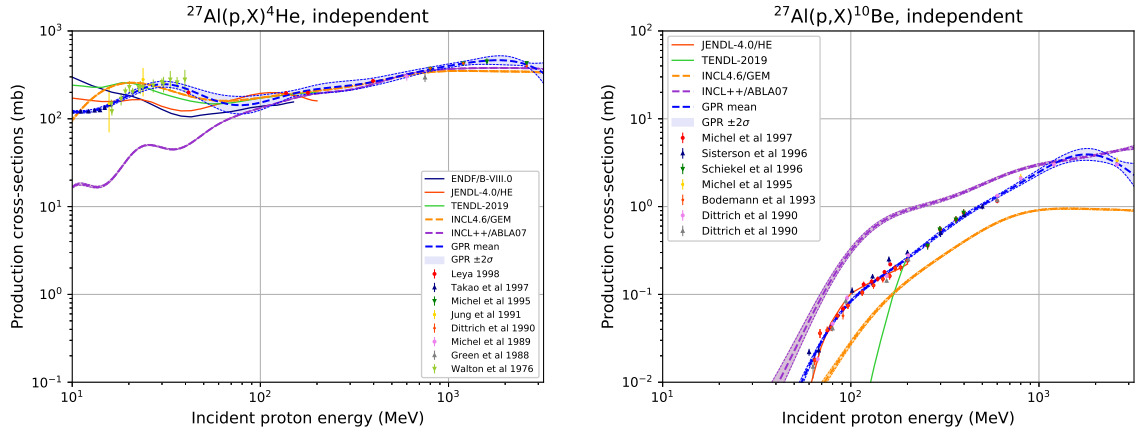 ²⁷Al(p,X)⁴He, independent
Production cross-sections (mb)
10³
10²
10¹
10⁰
10⁻¹
ENDF/B-VIII.0
JENDL-4.0/HE
TENDL-2019
INCL4.6/GEM
INCL++/ABLA07
GPR mean
GPR ±2σ
Leya 1998
Takao et al 1997
Michel et al 1995
Jung et al 1991
Dittrich et al 1990
Michel et al 1989
Green et al 1988
Walton et al 1976
10¹ 10² 10³
Incident proton energy (MeV)
²⁷Al(p,X)¹⁰Be, independent
Production cross-sections (mb)
10²
10¹
10⁰
10⁻¹
10⁻²
JENDL-4.0/HE
TENDL-2019
INCL4.6/GEM
INCL++/ABLA07
GPR mean
GPR ±2σ
Michel et al 1997
Sisterson et al 1996
Schiekel et al 1996
Michel et al 1995
Bodemann et al 1993
Dittrich et al 1990
Dittrich et al 1990
10¹ 10² 10³
Incident proton energy (MeV)